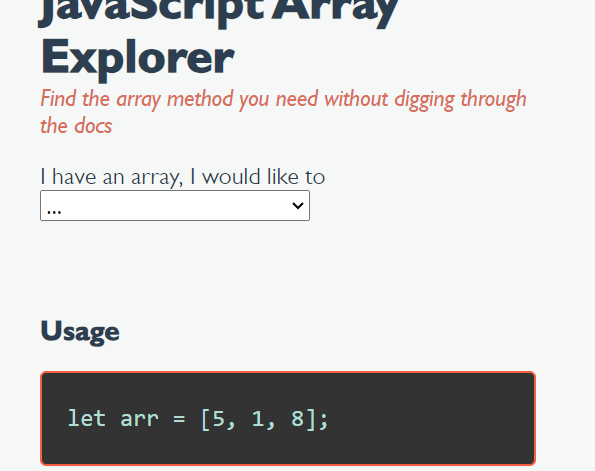 JavaScript Array
Explorer
Find the array method you need without digging through
the docs
I have an array, I would like to
...
Usage
let arr = [5, 1, 8];